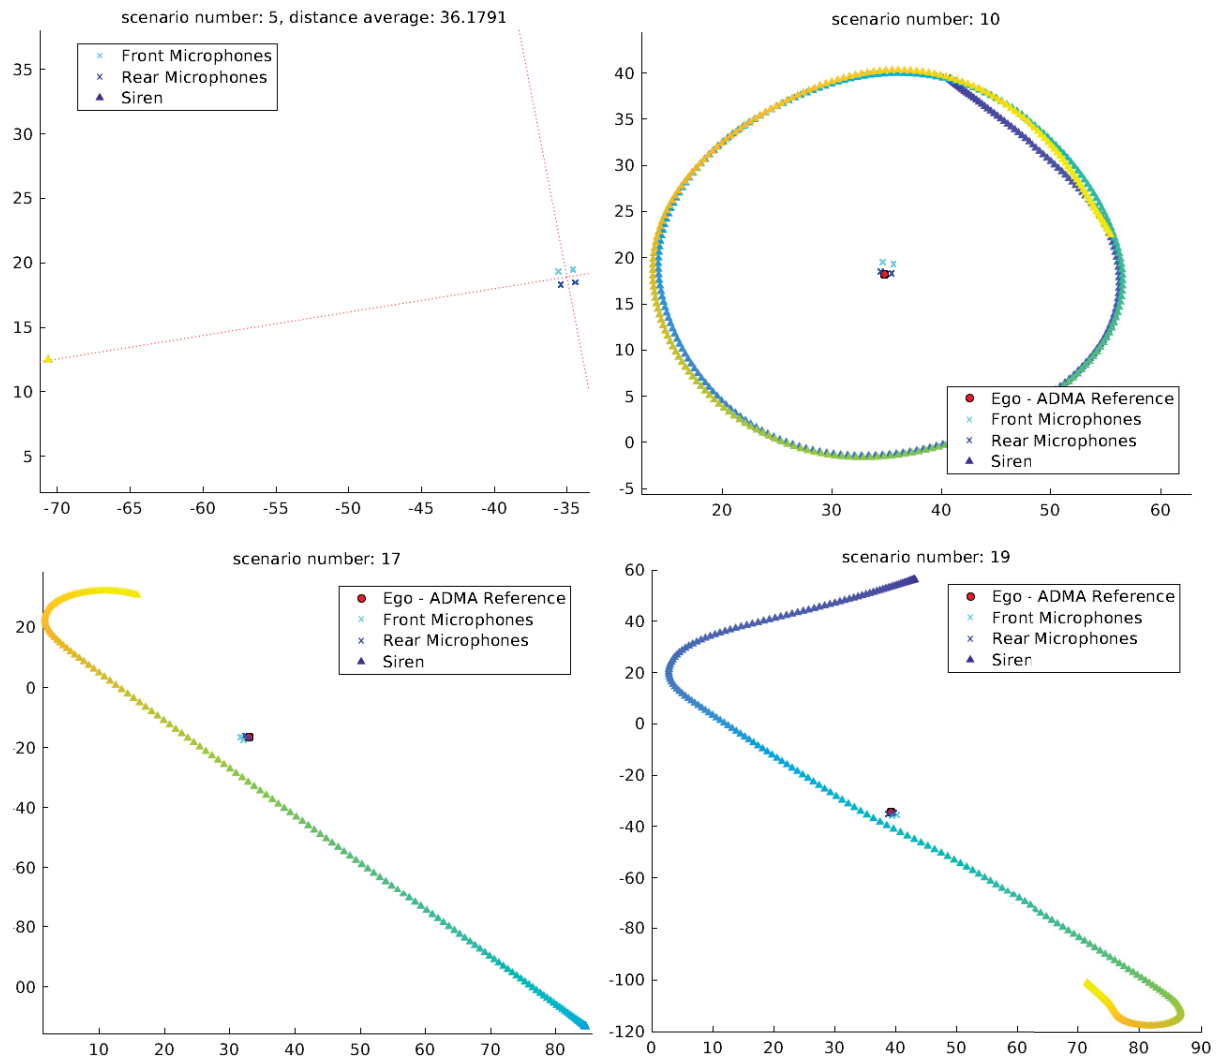 scenario number: 5, distance average: 36.1791
Front Microphones
Rear Microphones
Siren
35
30
25
20
15
10
5
-70 -65 -60 -55 -50 -45 -40 -35
scenario number: 10
40
35
30
25
20
15
10
5
0
-5
Ego - ADMA Reference
Front Microphones
Rear Microphones
Siren
20 30 40 50 60
scenario number: 17
Ego - ADMA Reference
Front Microphones
Rear Microphones
Siren
20
0
-20
-40
-60
-80
00
10 20 30 40 50 60 70 80
scenario number: 19
Ego - ADMA Reference
Front Microphones
Rear Microphones
Siren
60
40
20
0
-20
-40
-60
-80
-100
-120
0 10 20 30 40 50 60 70 80 90